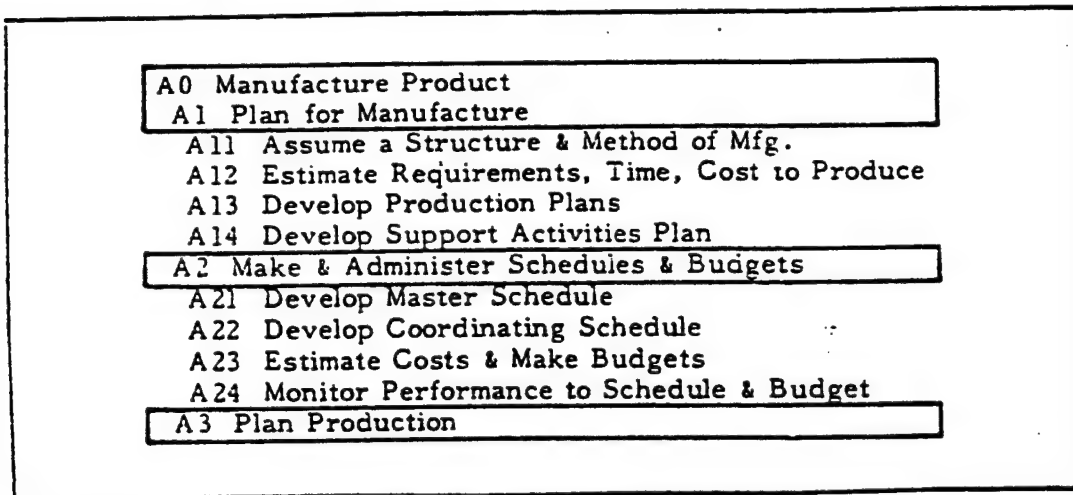 A0 Manufacture Product
A1 Plan for Manufacture
A11 Assume a Structure & Method of Mfg.
A12 Estimate Requirements, Time, Cost to Produce
A13 Develop Production Plans
A14 Develop Support Activities Plan
A2 Make & Administer Schedules & Budgets
A21 Develop Master Schedule
A22 Develop Coordinating Schedule
A23 Estimate Costs & Make Budgets
A24 Monitor Performance to Schedule & Budget
A3 Plan Production